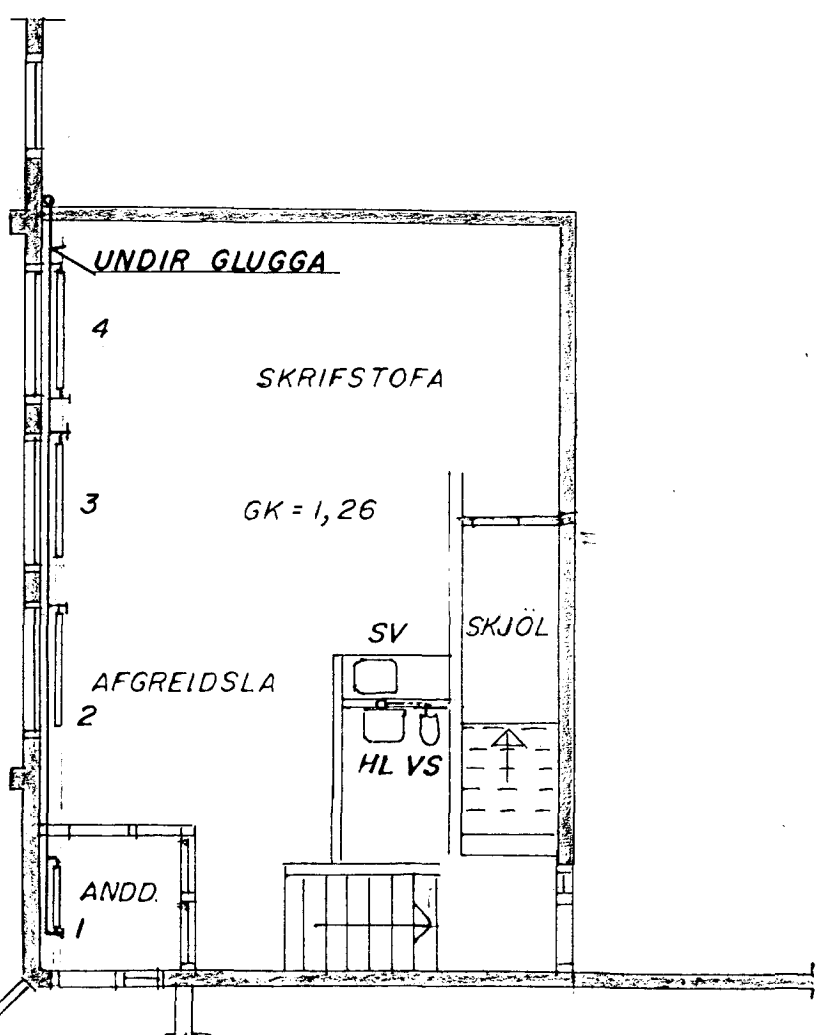 UNDIR GLUGGA
4
SKRIFSTOFA
3
GK = 1,26
SV
SKJÖL
AFGREIDSLA
2
HL VS
ANDD.
1